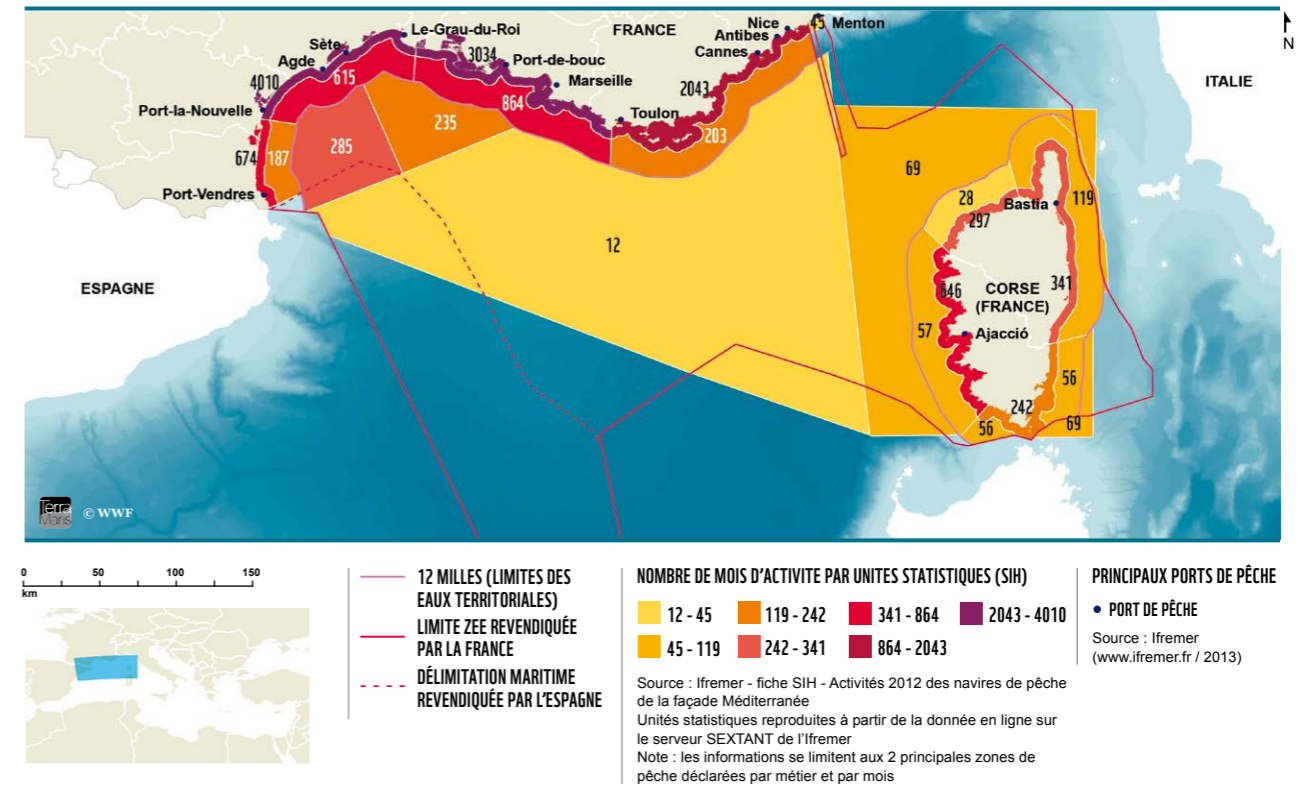 Nice
45
Menton
N
Le-Grau-du-Roi
FRANCE
Antibes
Sète
Cannes
3034
Port-de-bouc
ITALIE
Agde
615
4010
Marseille
2043
Port-la-Nouvelle
864
Toulon
235
203
285
187
674
69
Port-Vendres
28
Bastia
119
297
12
ESPAGNE
646
CORSE
(FRANCE)
341
57
Ajacció
56
242
56
69
Terra
Maris
© WWF
0 50 100 150
km
12 MILLES (LIMITES DES
EAUX TERRITORIALES)
LIMITE ZEE REVENDIQUÉE
PAR LA FRANCE
DÉLIMITATION MARITIME
REVENDIQUÉE PAR L'ESPAGNE
NOMBRE DE MOIS D'ACTIVITE PAR UNITES STATISTIQUES (SIH)
12 - 45 119 - 242 341 - 864 2043 - 4010
45 - 119 242 - 341 864 - 2043
Source : Ifremer - fiche SIH - Activités 2012 des navires de pêche
de la façade Méditerranée
Unités statistiques reproduites à partir de la donnée en ligne sur
le serveur SEXTANT de l'Ifremer
Note : les informations se limitent aux 2 principales zones de
pêche déclarées par métier et par mois
PRINCIPAUX PORTS DE PÊCHE
PORT DE PÊCHE
Source : Ifremer
(www.ifremer.fr / 2013)